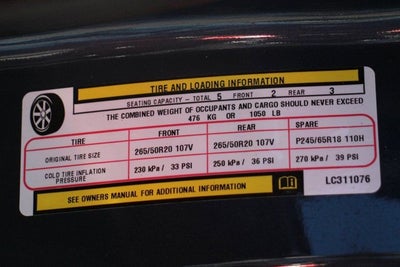 TIRE AND LOADING INFORMATION
SEATING CAPACITY - TOTAL 5 FRONT 2 REAR 3
THE COMBINED WEIGHT OF OCCUPANTS AND CARGO SHOULD NEVER EXCEED
476 KG OR 1050 LB
TIRE FRONT REAR SPARE
ORIGINAL TIRE SIZE 265/50R20 107V 265/50R20 107V P245/65R18 110H
COLD TIRE INFLATION PRESSURE 230 kPa / 33 PSI 250 kPa / 36 PSI 270 kPa / 39 PSI
SEE OWNERS MANUAL FOR ADDITIONAL INFORMATION LC311076